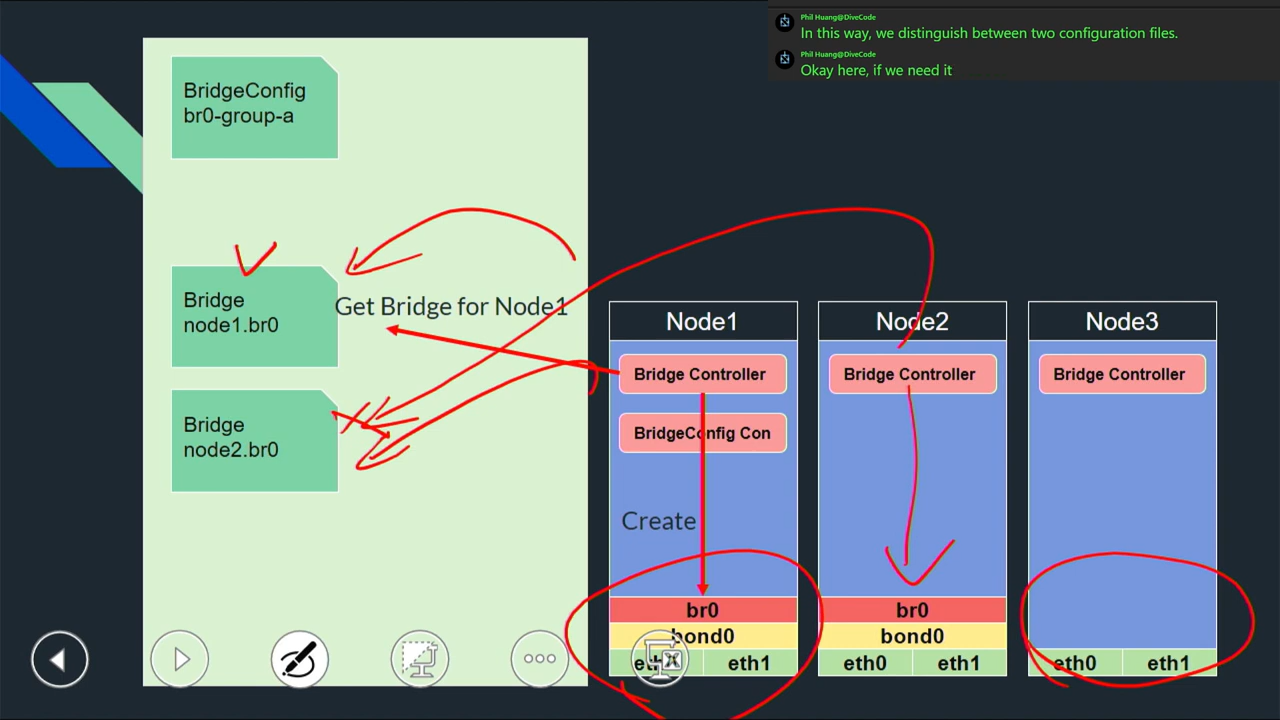 Phil Huang@DiveCode
In this way, we distinguish between two configuration files.
Phil Huang@DiveCode
Okay here, if we need it
BridgeConfig
br0-group-a
Bridge
node1.br0
Get Bridge for Node1
Bridge
node2.br0
Node1
Bridge Controller
BridgeConfig Con
Create
br0
bond0
eth1
Node2
Bridge Controller
br0
bond0
eth0
eth1
Node3
Bridge Controller
eth0
eth1